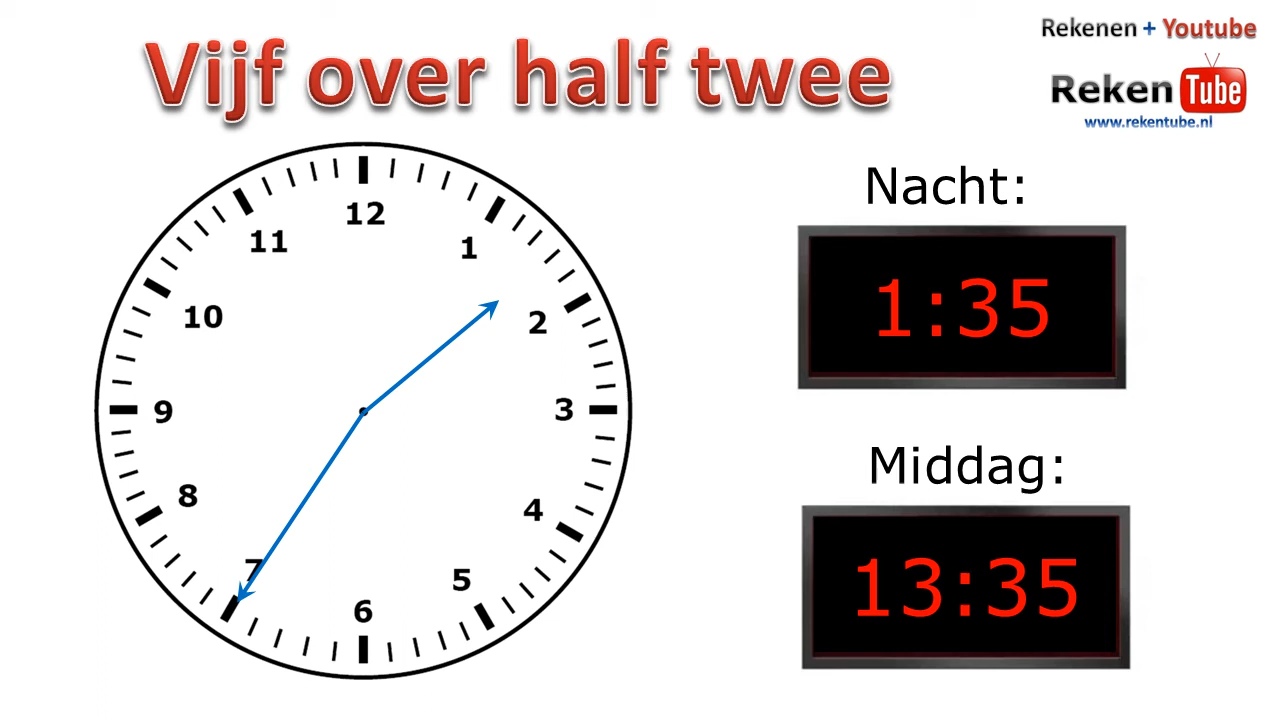 Vijf over half twee
Rekenen + Youtube
Reken Tube
www.rekentube.nl
12
11
1
10
2
9
3
8
4
7
5
6
Nacht:
1:35
Middag:
13:35